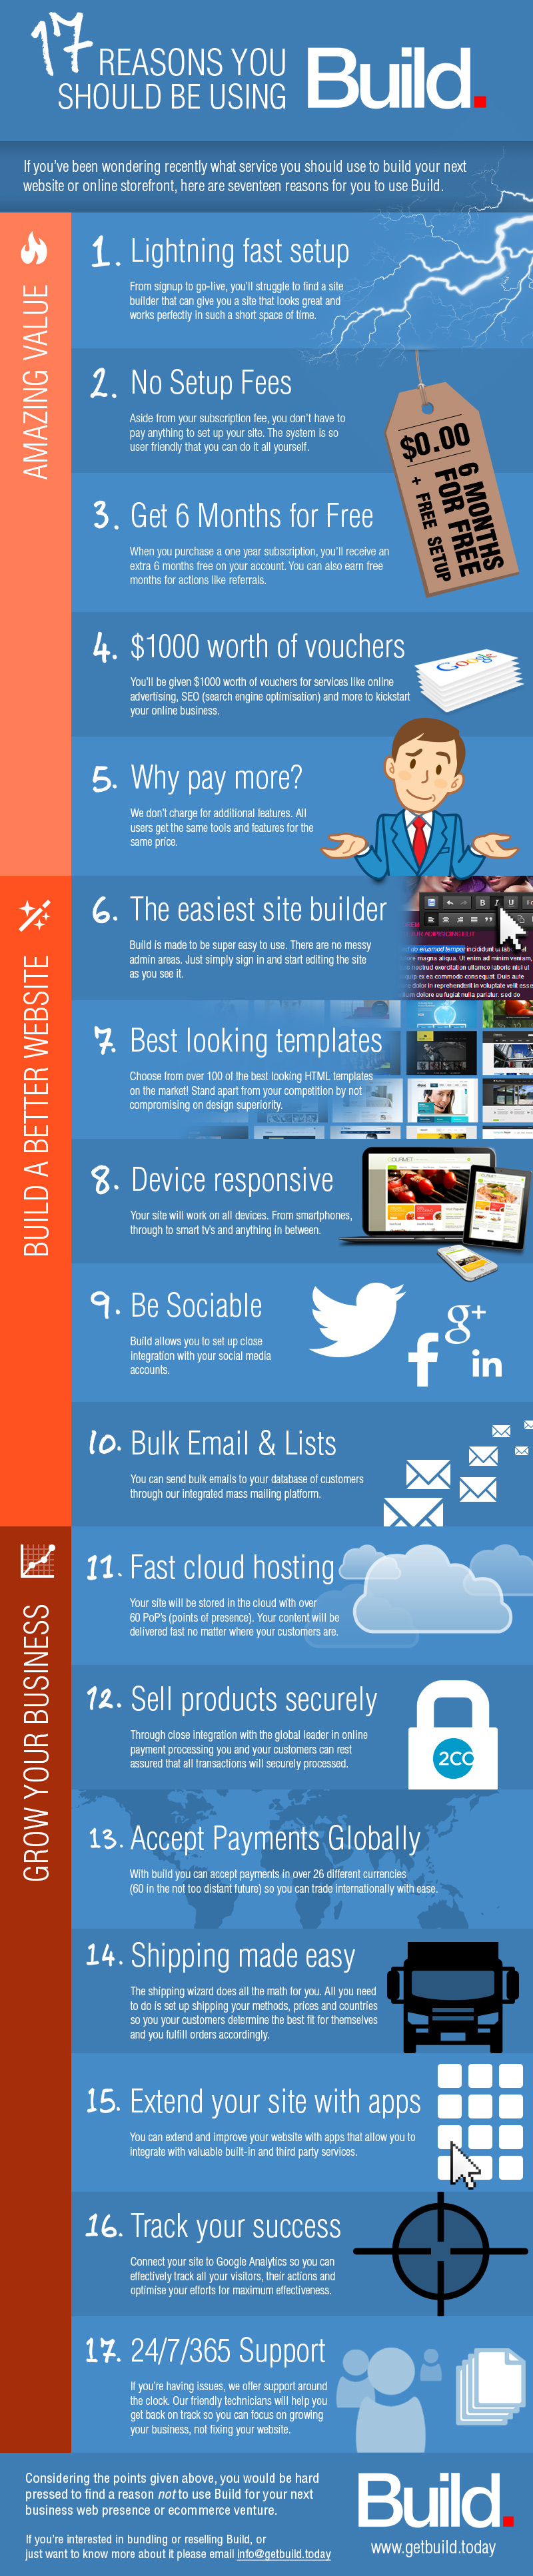 17 REASONS YOU
SHOULD BE USING
Build.
If you've been wondering recently what service you should use to build your next
website or online storefront, here are seventeen reasons for you to use Build.
AMAZING VALUE
1. Lightning fast setup
From signup to go-live, you'll struggle to find a site
builder that can give you a site that looks great and
works perfectly in such a short space of time.
2. No Setup Fees
Aside from your subscription fee, you don't have to
pay anything to set up your site. The system is so
user friendly that you can do it all yourself.
$0.00
6 MONTHS
FOR FREE
+ FREE SETUP
3. Get 6 Months for Free
When you purchase a one year subscription, you'll receive an
extra 6 months free on your account. You can also earn free
months for actions like referrals.
4. $1000 worth of vouchers
You'll be given $1000 worth of vouchers for services like online
advertising, SEO (search engine optimisation) and more to kickstart
your online business.
Google
5. Why pay more?
We don't charge for additional features. All
users get the same tools and features for the
same price.
BUILD A BETTER WEBSITE
6. The easiest site builder
Build is made to be super easy to use. There are no messy
admin areas. Just simply sign in and start editing the site
as you see it.
B I U
7. Best looking templates
Choose from over 100 of the best looking HTML templates
on the market! Stand apart from your competition by not
compromising on design superiority.
8. Device responsive
Your site will work on all devices. From smartphones,
through to smart tv's and anything in between.
9. Be Sociable
Build allows you to set up close
integration with your social media
accounts.
g+
f
in
10. Bulk Email & Lists
You can send bulk emails to your database of customers
through our integrated mass mailing platform.
GROW YOUR BUSINESS
11. Fast cloud hosting
Your site will be stored in the cloud with over
60 PoP's (points of presence). Your content will be
delivered fast no matter where your customers are.
12. Sell products securely
Through close integration with the global leader in online
payment processing you and your customers can rest
assured that all transactions will securely processed.
2CO
13. Accept Payments Globally
With build you can accept payments in over 26 different currencies
(60 in the not too distant future) so you can trade internationally with ease.
14. Shipping made easy
The shipping wizard does all the math for you. All you need
to do is set up shipping your methods, prices and countries
so you your customers determine the best fit for themselves
and you fulfill orders accordingly.
15. Extend your site with apps
You can extend and improve your website with apps that allow you to
integrate with valuable built-in and third party services.
16. Track your success
Connect your site to Google Analytics so you can
effectively track all your visitors, their actions and
optimise your efforts for maximum effectiveness.
17. 24/7/365 Support
If you're having issues, we offer support around
the clock. Our friendly technicians will help you
get back on track so you can focus on growing
your business, not fixing your website.
Considering the points given above, you would be hard
pressed to find a reason not to use Build for your next
business web presence or ecommerce venture.
If you're interested in bundling or reselling Build, or
just want to know more about it please email info@getbuild.today
Build.
www.getbuild.today